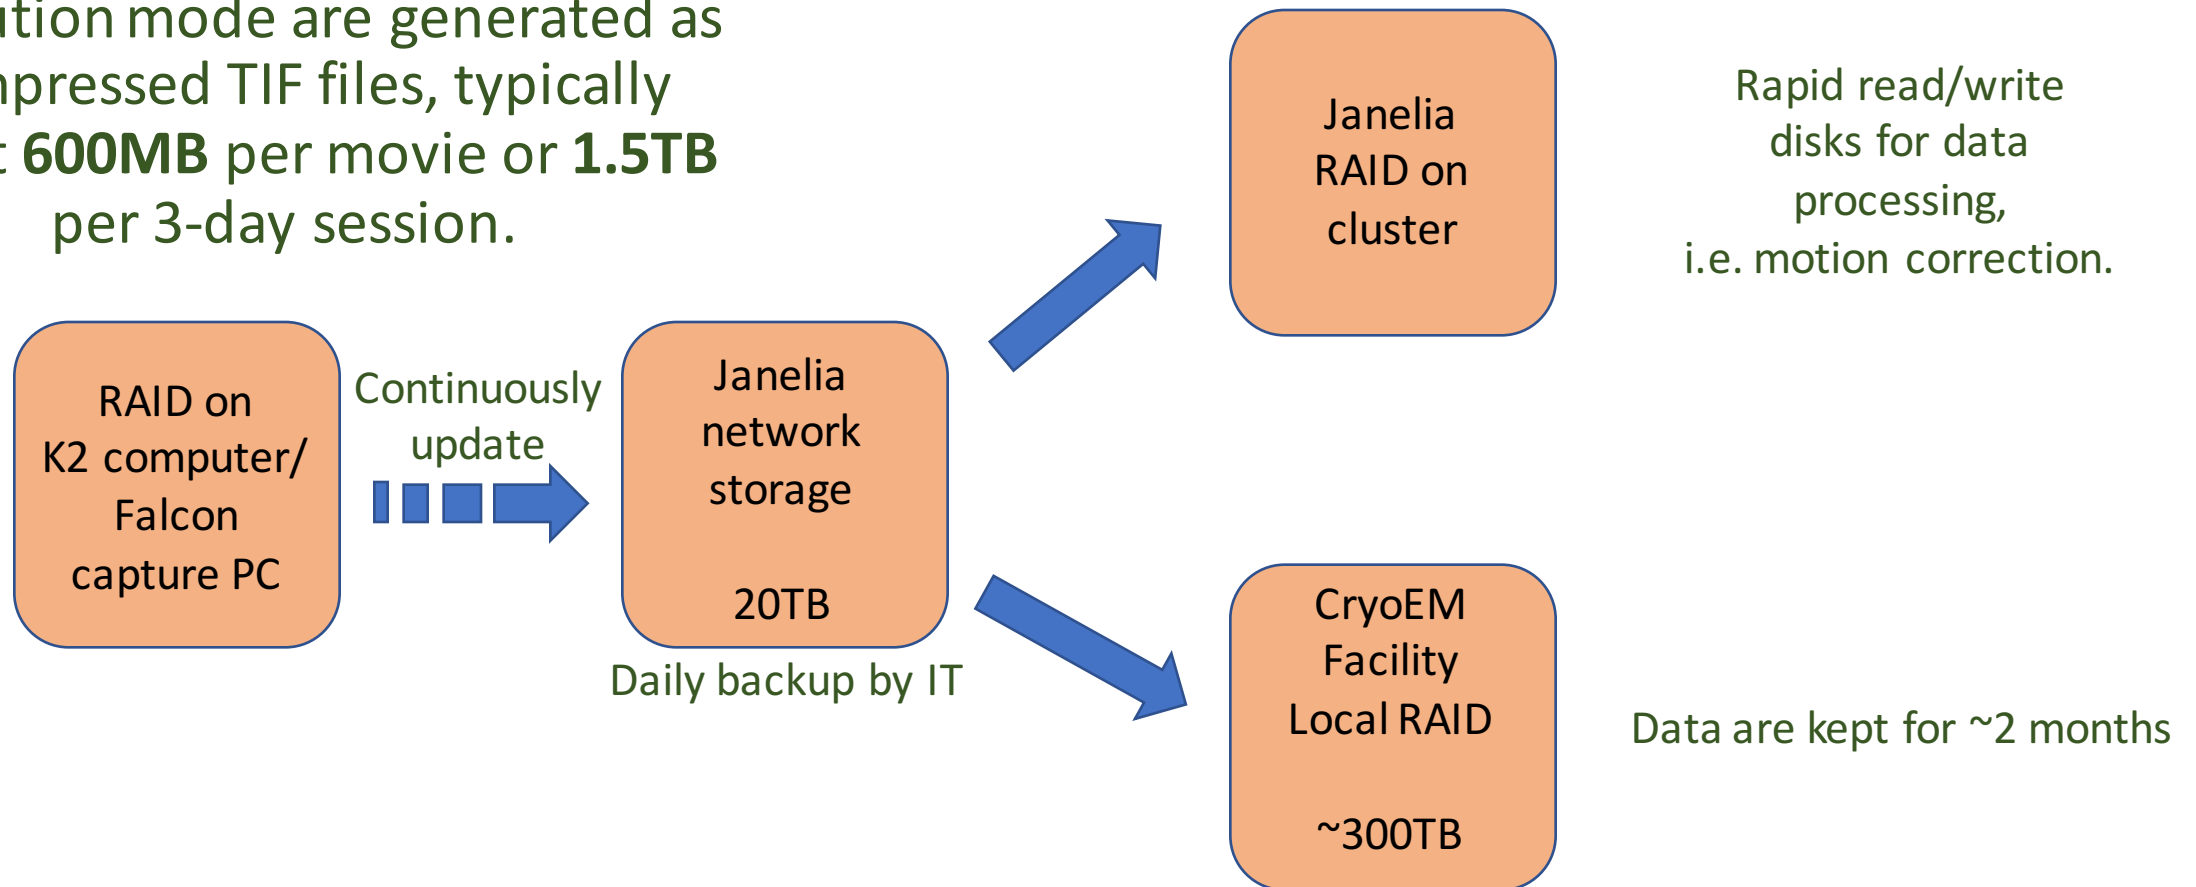 mode are generated as
TIF files, typically
600MB per movie or 1.5TB
per 3-day session.
RAID on
K2 computer/
Falcon
capture PC
Continuously
update
Janelia
network
storage
20TB
Daily backup by IT
Janelia
RAID on
cluster
Rapid read/write
disks for data
processing,
i.e. motion correction.
CryoEM
Facility
Local RAID
~300TB
Data are kept for ~2 months